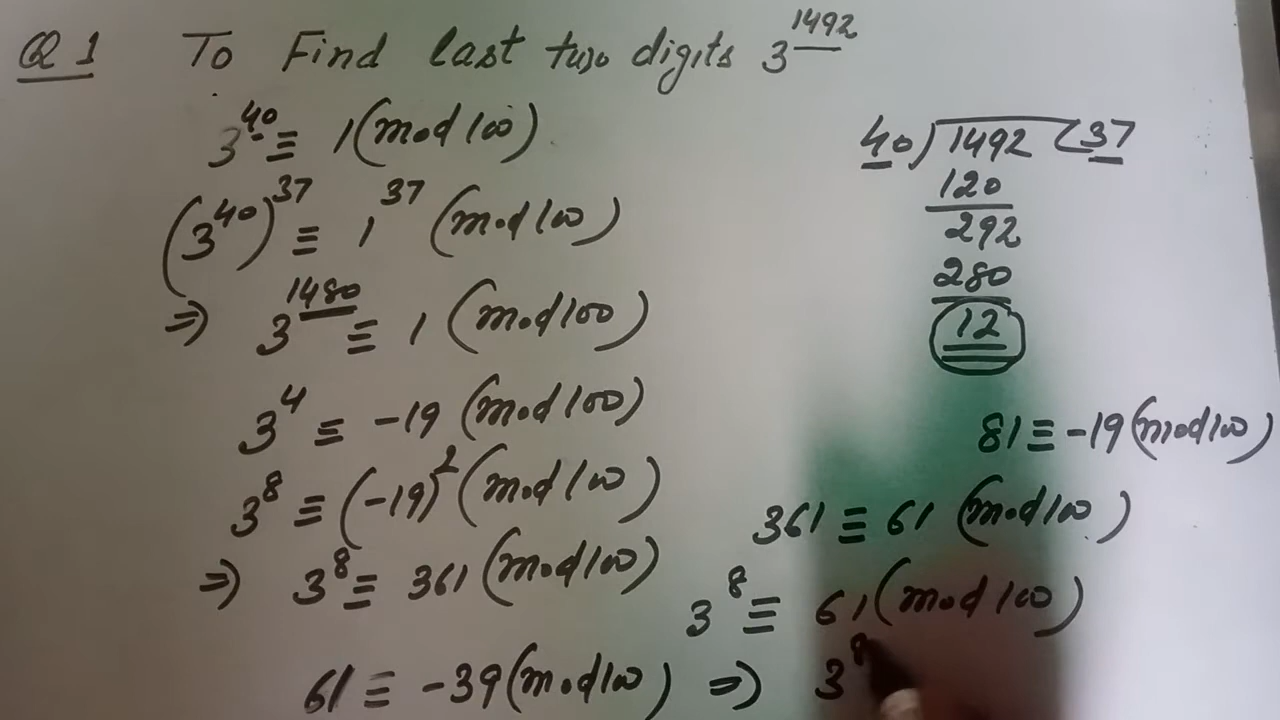 Q1 To Find last two digits 3^1492
3^40 ≡ 1 (mod 100)
(3^40)^37 ≡ 1^37 (mod 100)
⇒ 3^1480 ≡ 1 (mod 100)
3^4 ≡ -19 (mod 100)
3^8 ≡ (-19)^2 (mod 100)
⇒ 3^8 ≡ 361 (mod 100)
61 ≡ -39 (mod 100) ⇒ 3^8
40) 1492 (37
120
292
280
12
81 ≡ -19 (mod 100)
361 ≡ 61 (mod 100)
3^8 ≡ 61 (mod 100)